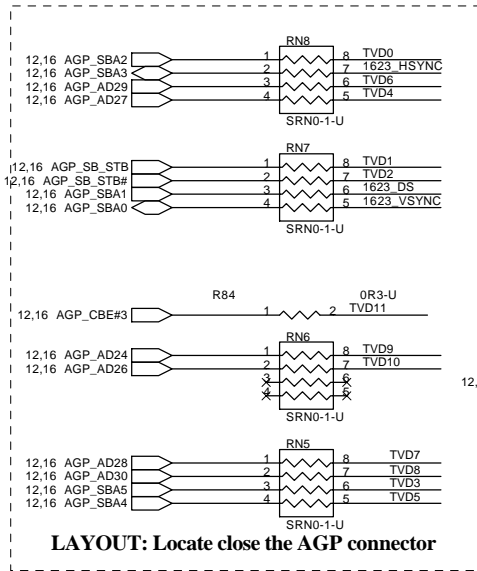 RN8
12,16 AGP_SBA2 1 8 TVD0
12,16 AGP_SBA3 2 7 1623_HSYNC
12,16 AGP_AD29 3 6 TVD6
12,16 AGP_AD27 4 5 TVD4
SRN0-1-U
RN7
12,16 AGP_SB_STB 1 8 TVD1
12,16 AGP_SB_STB# 2 7 TVD2
12,16 AGP_SBA1 3 6 1623_DS
12,16 AGP_SBA0 4 5 1623_VSYNC
SRN0-1-U
R84 0R3-U
12,16 AGP_CBE#3 1 2 TVD11
RN6
12,16 AGP_AD24 1 8 TVD9
12,16 AGP_AD26 2 7 TVD10
3 6
4 5
12,
SRN0-1-U
RN5
12,16 AGP_AD28 1 8 TVD7
12,16 AGP_AD30 2 7 TVD8
12,16 AGP_SBA5 3 6 TVD3
12,16 AGP_SBA4 4 5 TVD5
SRN0-1-U
LAYOUT: Locate close the AGP connector